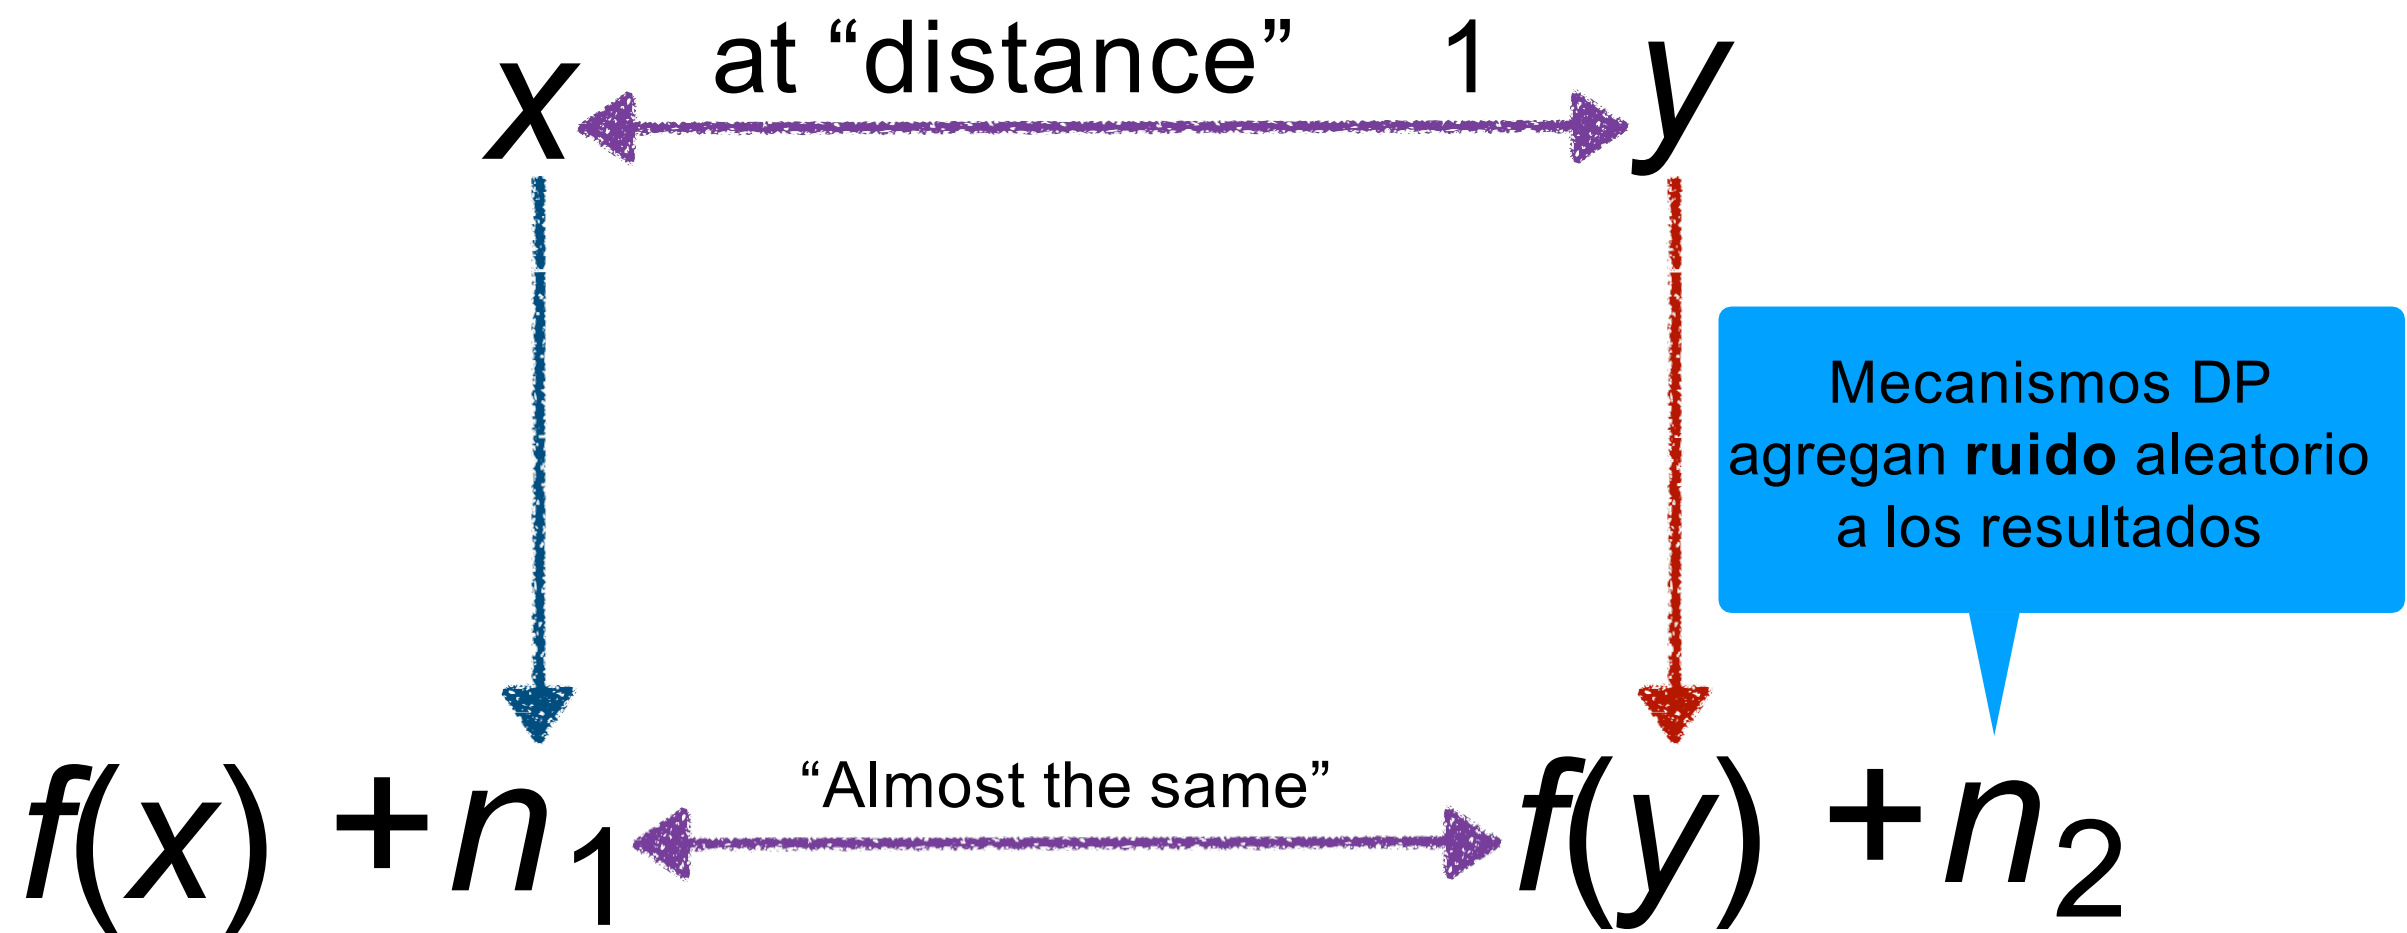 x at “distance” 1 y
Mecanismos DP
agregan ruido aleatorio
a los resultados
“Almost the same”
f(x) +n1 f(y) +n2